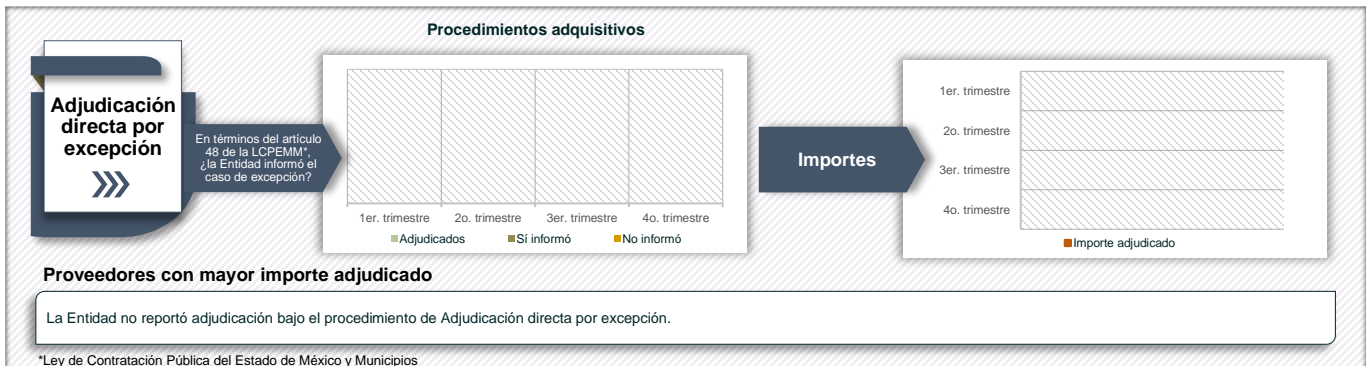 Procedimientos adquisitivos
Adjudicación
directa por
excepción
En términos del artículo
48 de la LCPEMM*,
¿la Entidad informó el
caso de excepción?
1er. trimestre
2o. trimestre
3er. trimestre
4o. trimestre
Adjudicados
Sí informó
No informó
Importes
1er. trimestre
2o. trimestre
3er. trimestre
4o. trimestre
Importe adjudicado
Proveedores con mayor importe adjudicado
La Entidad no reportó adjudicación bajo el procedimiento de Adjudicación directa por excepción.
*Ley de Contratación Pública del Estado de México y Municipios